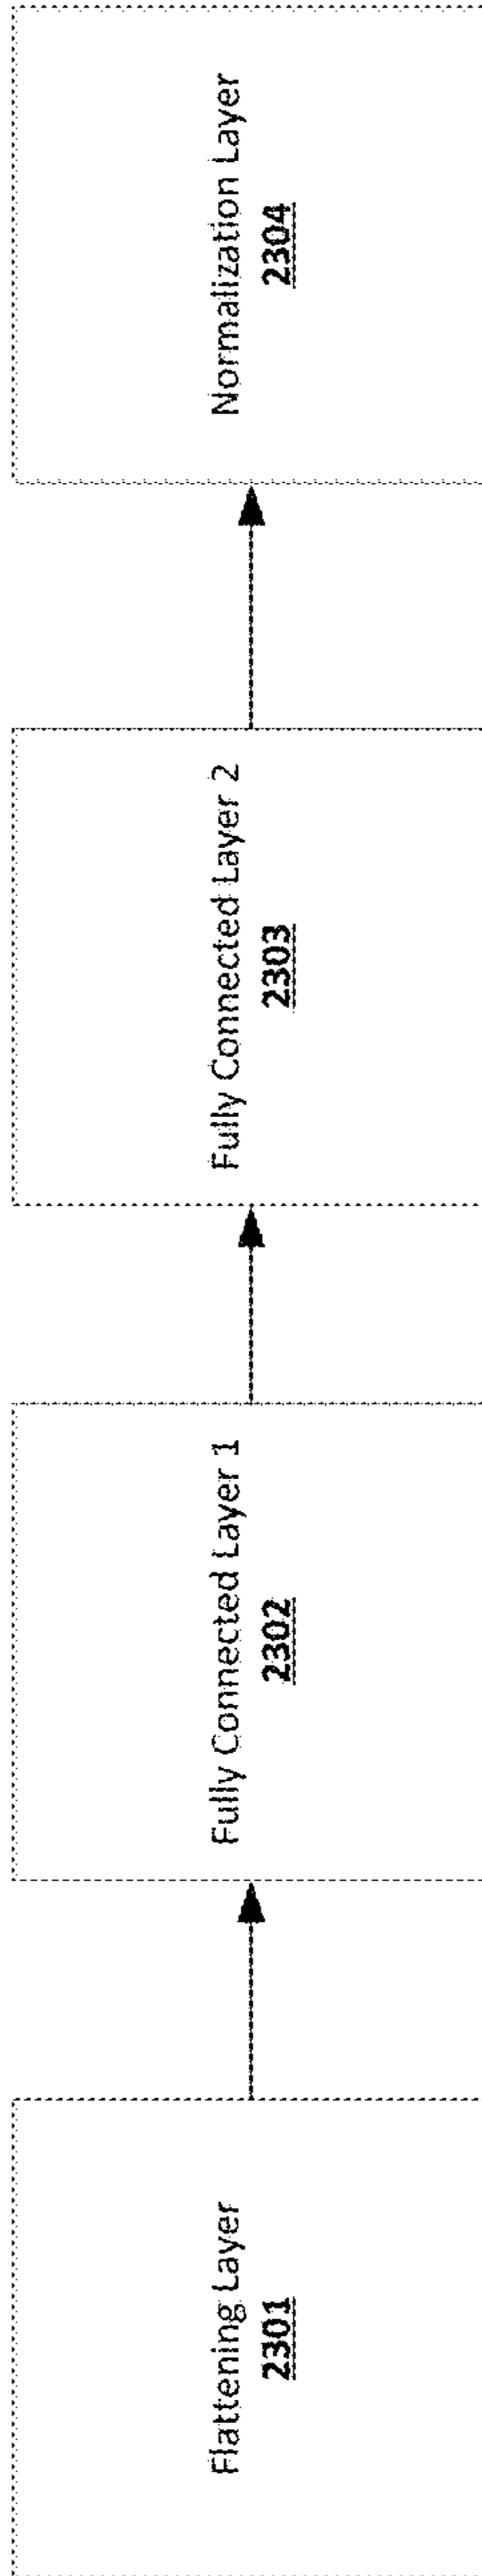 Flattening Layer
2301
Fully Connected Layer 1
2302
Fully Connected Layer 2
2303
Normalization Layer
2304